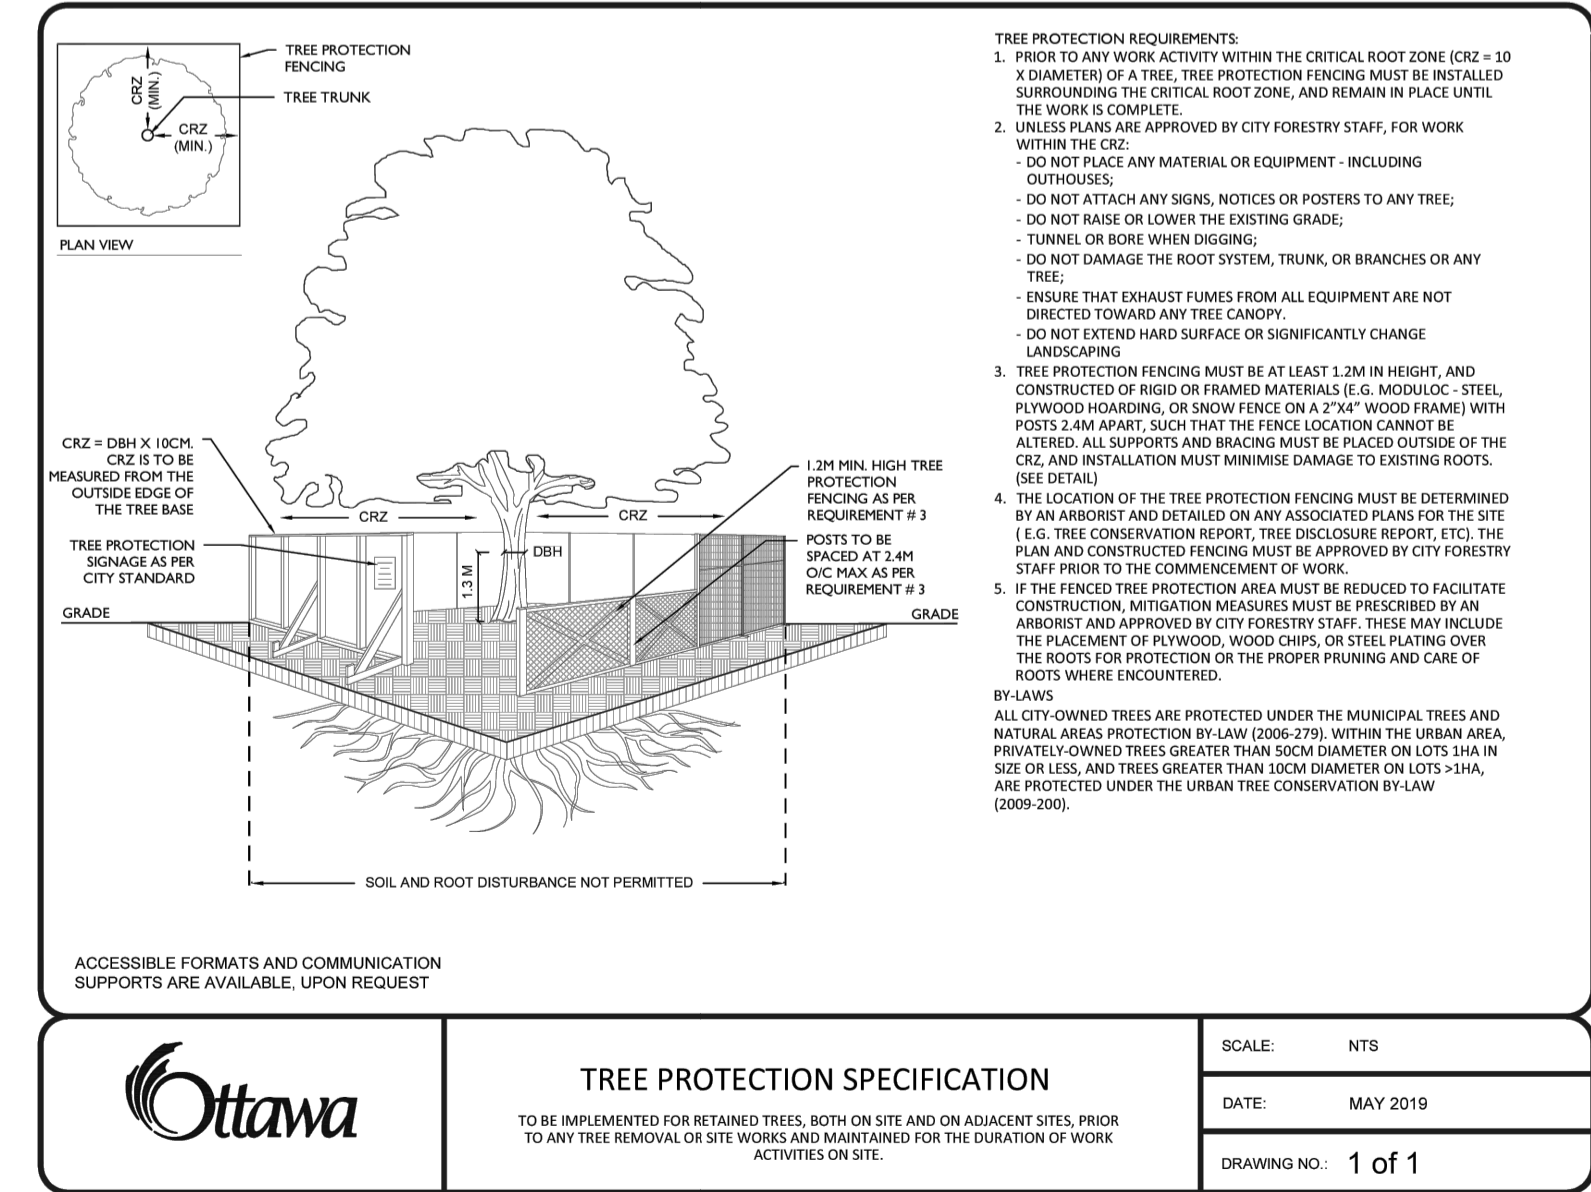 TREE PROTECTION
FENCING
TREE TRUNK
CRZ
(MIN.)
CRZ
(MIN.)
PLAN VIEW
CRZ = DBH X 10CM.
CRZ IS TO BE
MEASURED FROM THE
OUTSIDE EDGE OF
THE TREE BASE
TREE PROTECTION
SIGNAGE AS PER
CITY STANDARD
GRADE
CRZ
CRZ
DBH
1.3 M
1.2M MIN. HIGH TREE
PROTECTION
FENCING AS PER
REQUIREMENT # 3
POSTS TO BE
SPACED AT 2.4M
O/C MAX AS PER
REQUIREMENT # 3
GRADE
SOIL AND ROOT DISTURBANCE NOT PERMITTED
ACCESSIBLE FORMATS AND COMMUNICATION
SUPPORTS ARE AVAILABLE, UPON REQUEST
TREE PROTECTION REQUIREMENTS:
1. PRIOR TO ANY WORK ACTIVITY WITHIN THE CRITICAL ROOT ZONE (CRZ = 10
X DIAMETER) OF A TREE, TREE PROTECTION FENCING MUST BE INSTALLED
SURROUNDING THE CRITICAL ROOT ZONE, AND REMAIN IN PLACE UNTIL
THE WORK IS COMPLETE.
2. UNLESS PLANS ARE APPROVED BY CITY FORESTRY STAFF, FOR WORK
WITHIN THE CRZ:
- DO NOT PLACE ANY MATERIAL OR EQUIPMENT - INCLUDING
OUTHOUSES;
- DO NOT ATTACH ANY SIGNS, NOTICES OR POSTERS TO ANY TREE;
- DO NOT RAISE OR LOWER THE EXISTING GRADE;
- TUNNEL OR BORE WHEN DIGGING;
- DO NOT DAMAGE THE ROOT SYSTEM, TRUNK, OR BRANCHES OR ANY
TREE;
- ENSURE THAT EXHAUST FUMES FROM ALL EQUIPMENT ARE NOT
DIRECTED TOWARD ANY TREE CANOPY.
- DO NOT EXTEND HARD SURFACE OR SIGNIFICANTLY CHANGE
LANDSCAPING
3. TREE PROTECTION FENCING MUST BE AT LEAST 1.2M IN HEIGHT, AND
CONSTRUCTED OF RIGID OR FRAMED MATERIALS (E.G. MODULOC - STEEL,
PLYWOOD HOARDING, OR SNOW FENCE ON A 2”X4” WOOD FRAME) WITH
POSTS 2.4M APART, SUCH THAT THE FENCE LOCATION CANNOT BE
ALTERED. ALL SUPPORTS AND BRACING MUST BE PLACED OUTSIDE OF THE
CRZ, AND INSTALLATION MUST MINIMISE DAMAGE TO EXISTING ROOTS.
(SEE DETAIL)
4. THE LOCATION OF THE TREE PROTECTION FENCING MUST BE DETERMINED
BY AN ARBORIST AND DETAILED ON ANY ASSOCIATED PLANS FOR THE SITE
( E.G. TREE CONSERVATION REPORT, TREE DISCLOSURE REPORT, ETC). THE
PLAN AND CONSTRUCTED FENCING MUST BE APPROVED BY CITY FORESTRY
STAFF PRIOR TO THE COMMENCEMENT OF WORK.
5. IF THE FENCED TREE PROTECTION AREA MUST BE REDUCED TO FACILITATE
CONSTRUCTION, MITIGATION MEASURES MUST BE PRESCRIBED BY AN
ARBORIST AND APPROVED BY CITY FORESTRY STAFF. THESE MAY INCLUDE
THE PLACEMENT OF PLYWOOD, WOOD CHIPS, OR STEEL PLATING OVER
THE ROOTS FOR PROTECTION OR THE PROPER PRUNING AND CARE OF
ROOTS WHERE ENCOUNTERED.
BY-LAWS
ALL CITY-OWNED TREES ARE PROTECTED UNDER THE MUNICIPAL TREES AND
NATURAL AREAS PROTECTION BY-LAW (2006-279). WITHIN THE URBAN AREA,
PRIVATELY-OWNED TREES GREATER THAN 50CM DIAMETER ON LOTS 1HA IN
SIZE OR LESS, AND TREES GREATER THAN 10CM DIAMETER ON LOTS >1HA,
ARE PROTECTED UNDER THE URBAN TREE CONSERVATION BY-LAW
(2009-200).
Ottawa
TREE PROTECTION SPECIFICATION
TO BE IMPLEMENTED FOR RETAINED TREES, BOTH ON SITE AND ON ADJACENT SITES, PRIOR
TO ANY TREE REMOVAL OR SITE WORKS AND MAINTAINED FOR THE DURATION OF WORK
ACTIVITIES ON SITE.
SCALE: NTS
DATE: MAY 2019
DRAWING NO.: 1 of 1